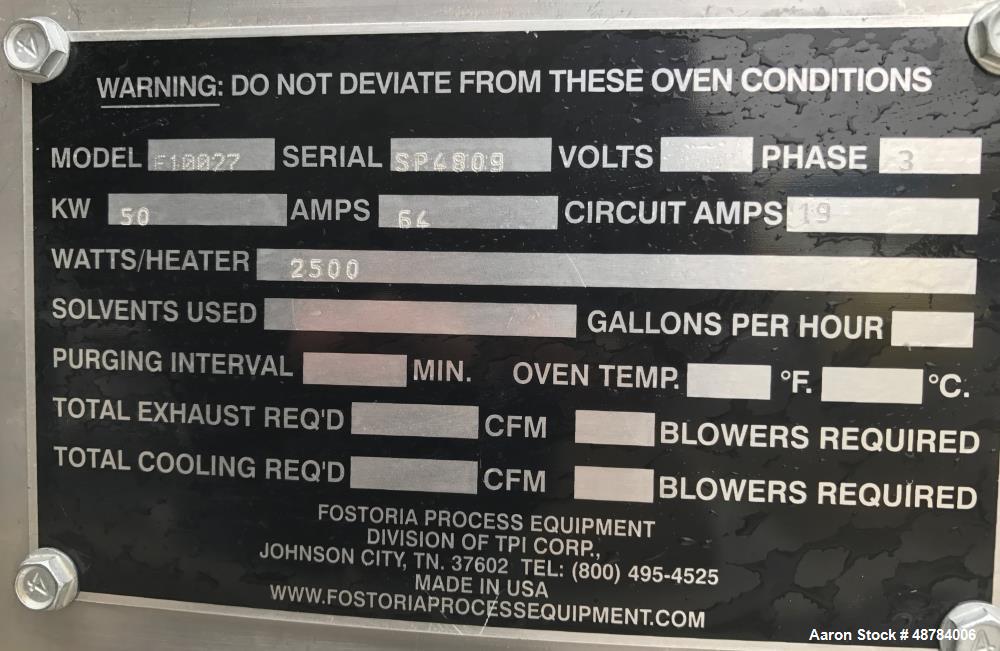 WARNING: DO NOT DEVIATE FROM THESE OVEN CONDITIONS
MODEL F10027 SERIAL SP4809 VOLTS PHASE 3
KW 50 AMPS 64 CIRCUIT AMPS 19
WATTS/HEATER 2500
SOLVENTS USED GALLONS PER HOUR
PURGING INTERVAL MIN. OVEN TEMP. °F. °C.
TOTAL EXHAUST REQ'D CFM BLOWERS REQUIRED
TOTAL COOLING REQ'D CFM BLOWERS REQUIRED
FOSTORIA PROCESS EQUIPMENT
DIVISION OF TPI CORP.,
JOHNSON CITY, TN. 37602 TEL: (800) 495-4525
MADE IN USA
WWW.FOSTORIAPROCESSEQUIPMENT.COM
Aaron Stock # 48784006